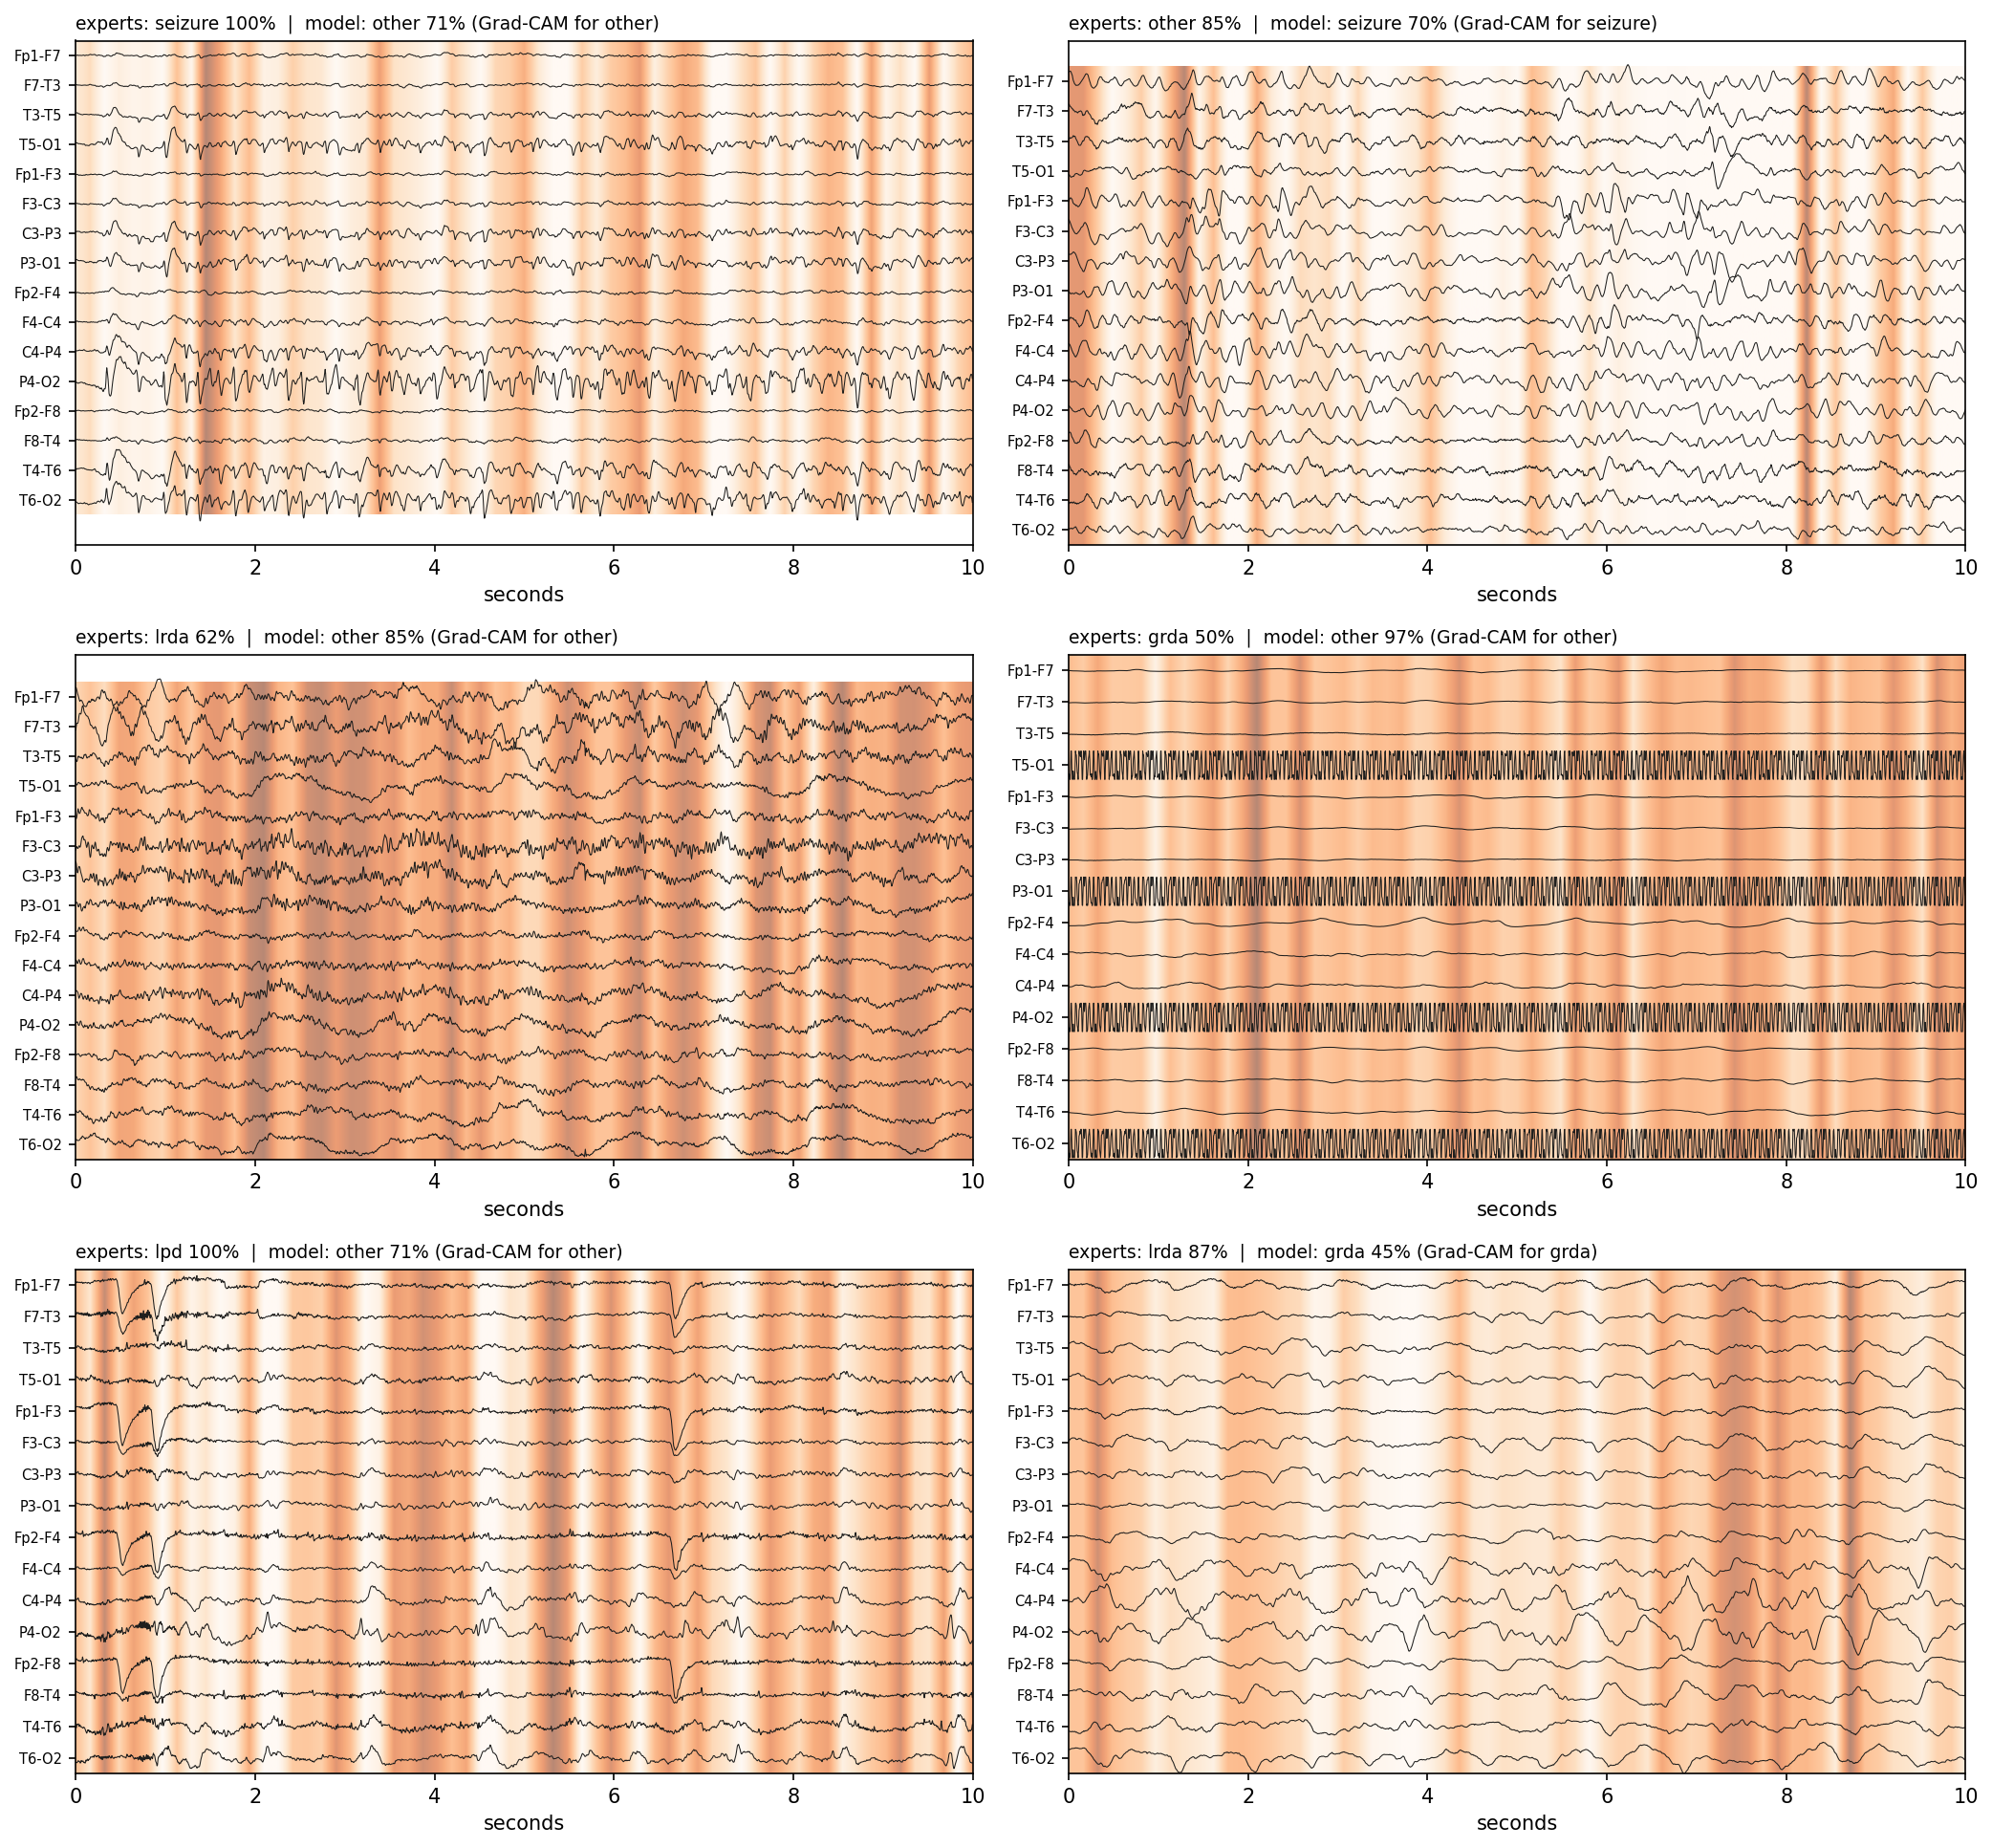 experts: seizure 100%  |  model: other 71% (Grad-CAM for other)
Fp1-F7
F7-T3
T3-T5
T5-O1
Fp1-F3
F3-C3
C3-P3
P3-O1
Fp2-F4
F4-C4
C4-P4
P4-O2
Fp2-F8
F8-T4
T4-T6
T6-O2
0 2 4 6 8 10
seconds
experts: other 85%  |  model: seizure 70% (Grad-CAM for seizure)
Fp1-F7
F7-T3
T3-T5
T5-O1
Fp1-F3
F3-C3
C3-P3
P3-O1
Fp2-F4
F4-C4
C4-P4
P4-O2
Fp2-F8
F8-T4
T4-T6
T6-O2
0 2 4 6 8 10
seconds
experts: lrda 62%  |  model: other 85% (Grad-CAM for other)
Fp1-F7
F7-T3
T3-T5
T5-O1
Fp1-F3
F3-C3
C3-P3
P3-O1
Fp2-F4
F4-C4
C4-P4
P4-O2
Fp2-F8
F8-T4
T4-T6
T6-O2
0 2 4 6 8 10
seconds
experts: grda 50%  |  model: other 97% (Grad-CAM for other)
Fp1-F7
F7-T3
T3-T5
T5-O1
Fp1-F3
F3-C3
C3-P3
P3-O1
Fp2-F4
F4-C4
C4-P4
P4-O2
Fp2-F8
F8-T4
T4-T6
T6-O2
0 2 4 6 8 10
seconds
experts: lpd 100%  |  model: other 71% (Grad-CAM for other)
Fp1-F7
F7-T3
T3-T5
T5-O1
Fp1-F3
F3-C3
C3-P3
P3-O1
Fp2-F4
F4-C4
C4-P4
P4-O2
Fp2-F8
F8-T4
T4-T6
T6-O2
0 2 4 6 8 10
seconds
experts: lrda 87%  |  model: grda 45% (Grad-CAM for grda)
Fp1-F7
F7-T3
T3-T5
T5-O1
Fp1-F3
F3-C3
C3-P3
P3-O1
Fp2-F4
F4-C4
C4-P4
P4-O2
Fp2-F8
F8-T4
T4-T6
T6-O2
0 2 4 6 8 10
seconds